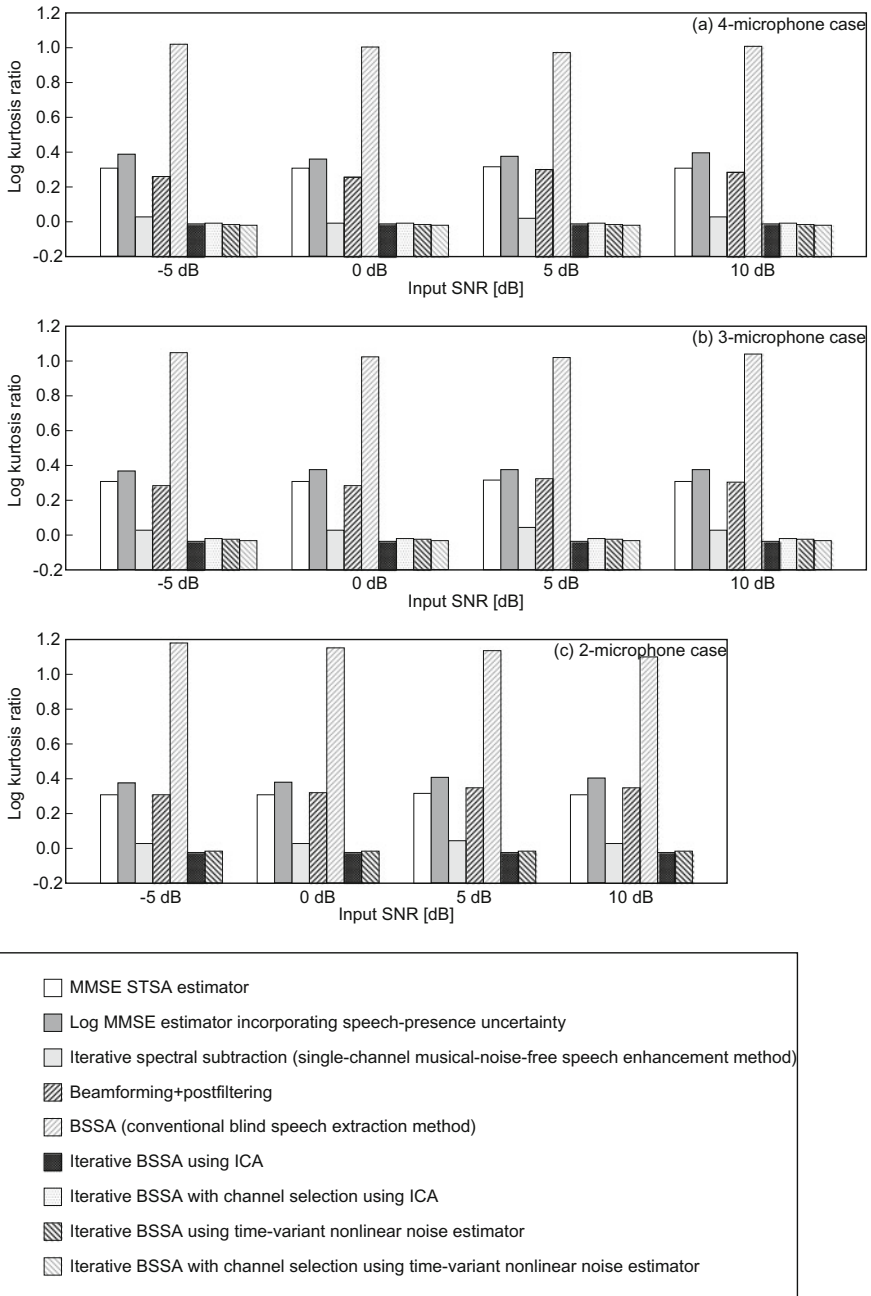 (a) 4-microphone case
Log kurtosis ratio
1.2
1.0
0.8
0.6
0.4
0.2
0.0
-0.2
-5 dB 0 dB 5 dB 10 dB
Input SNR [dB]
(b) 3-microphone case
Log kurtosis ratio
1.2
1.0
0.8
0.6
0.4
0.2
0.0
-0.2
-5 dB 0 dB 5 dB 10 dB
Input SNR [dB]
(c) 2-microphone case
Log kurtosis ratio
1.2
1.0
0.8
0.6
0.4
0.2
0.0
-0.2
-5 dB 0 dB 5 dB 10 dB
Input SNR [dB]
MMSE STSA estimator
Log MMSE estimator incorporating speech-presence uncertainty
Iterative spectral subtraction (single-channel musical-noise-free speech enhancement method)
Beamforming+postfiltering
BSSA (conventional blind speech extraction method)
Iterative BSSA using ICA
Iterative BSSA with channel selection using ICA
Iterative BSSA using time-variant nonlinear noise estimator
Iterative BSSA with channel selection using time-variant nonlinear noise estimator